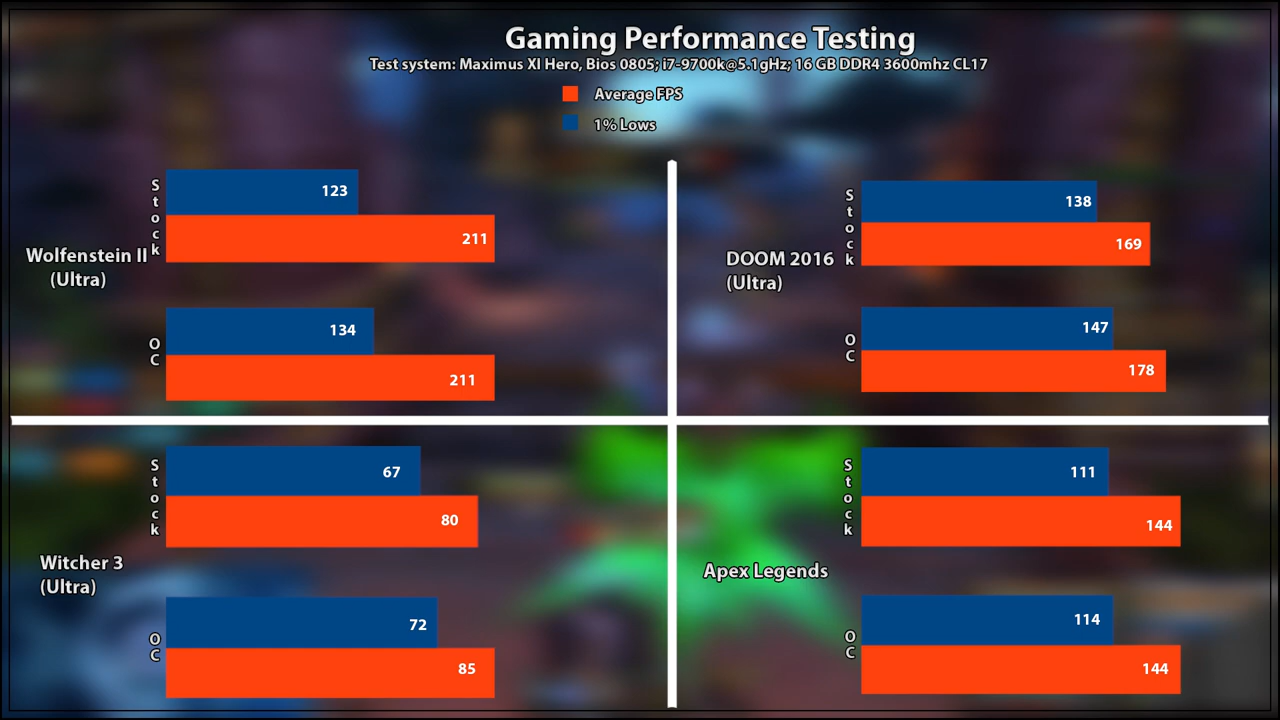 Gaming Performance Testing
Test system: Maximus XI Hero, Bios 0805; i7-9700k@5.1gHz; 16 GB DDR4 3600mhz CL17
Average FPS
1% Lows
Wolfenstein II
(Ultra)
Stock
123
211
OC
134
211
DOOM 2016
(Ultra)
Stock
138
169
OC
147
178
Witcher 3
(Ultra)
Stock
67
80
OC
72
85
Apex Legends
Stock
111
144
OC
114
144